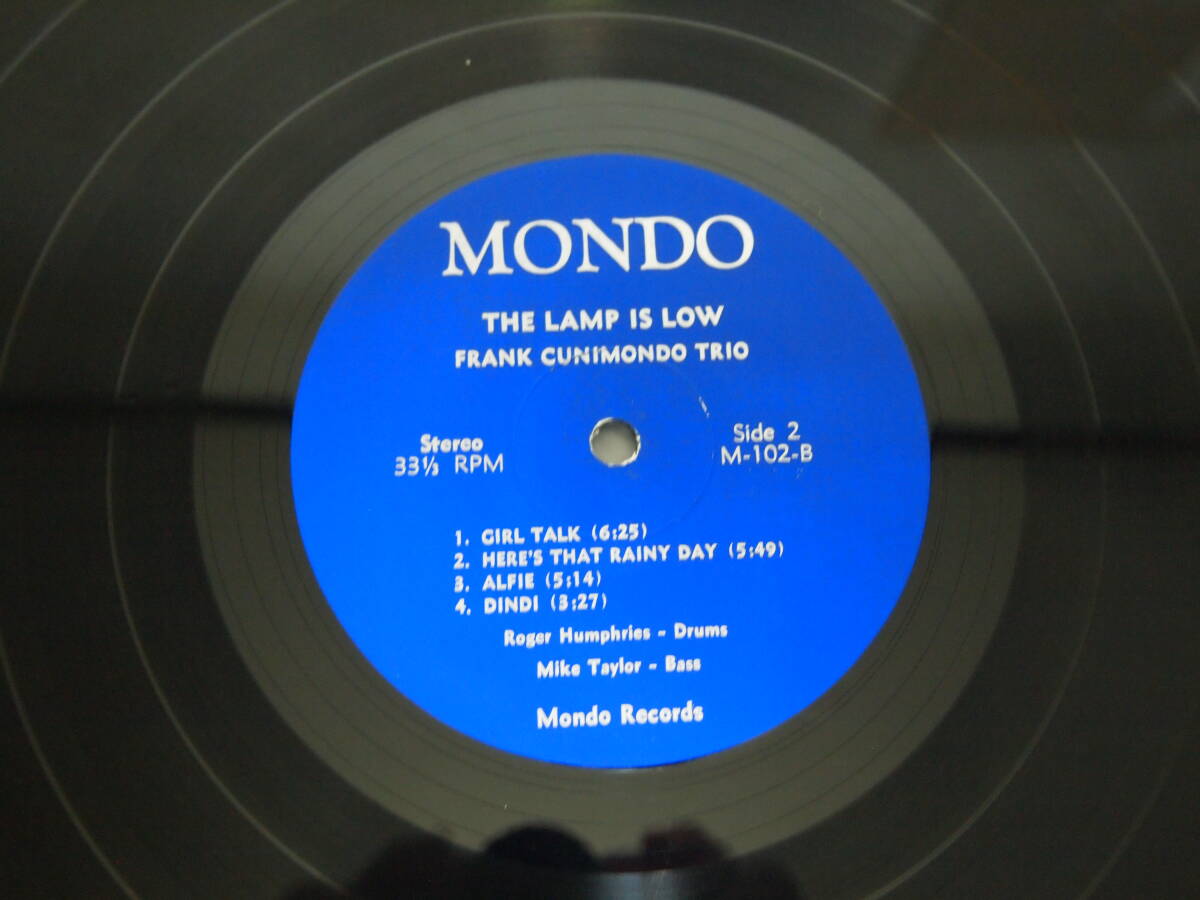 MONDO
THE LAMP IS LOW
FRANK CUNIMONDO TRIO
Stereo
33⅓ RPM
Side 2
M-102-B
1. GIRL TALK (6:25)
2. HERE'S THAT RAINY DAY (5:49)
3. ALFIE (5:14)
4. DINDI (3:27)
Roger Humphries - Drums
Mike Taylor - Bass
Mondo Records